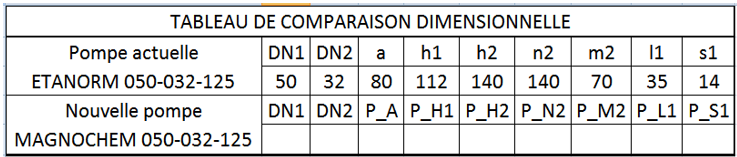 TABLEAU DE COMPARAISON DIMENSIONNELLE
Pompe actuelle DN1 DN2 a h1 h2 n2 m2 l1 s1
ETANORM 050-032-125 50 32 80 112 140 140 70 35 14
Nouvelle pompe DN1 DN2 P_A P_H1 P_H2 P_N2 P_M2 P_L1 P_S1
MAGNOCHEM 050-032-125